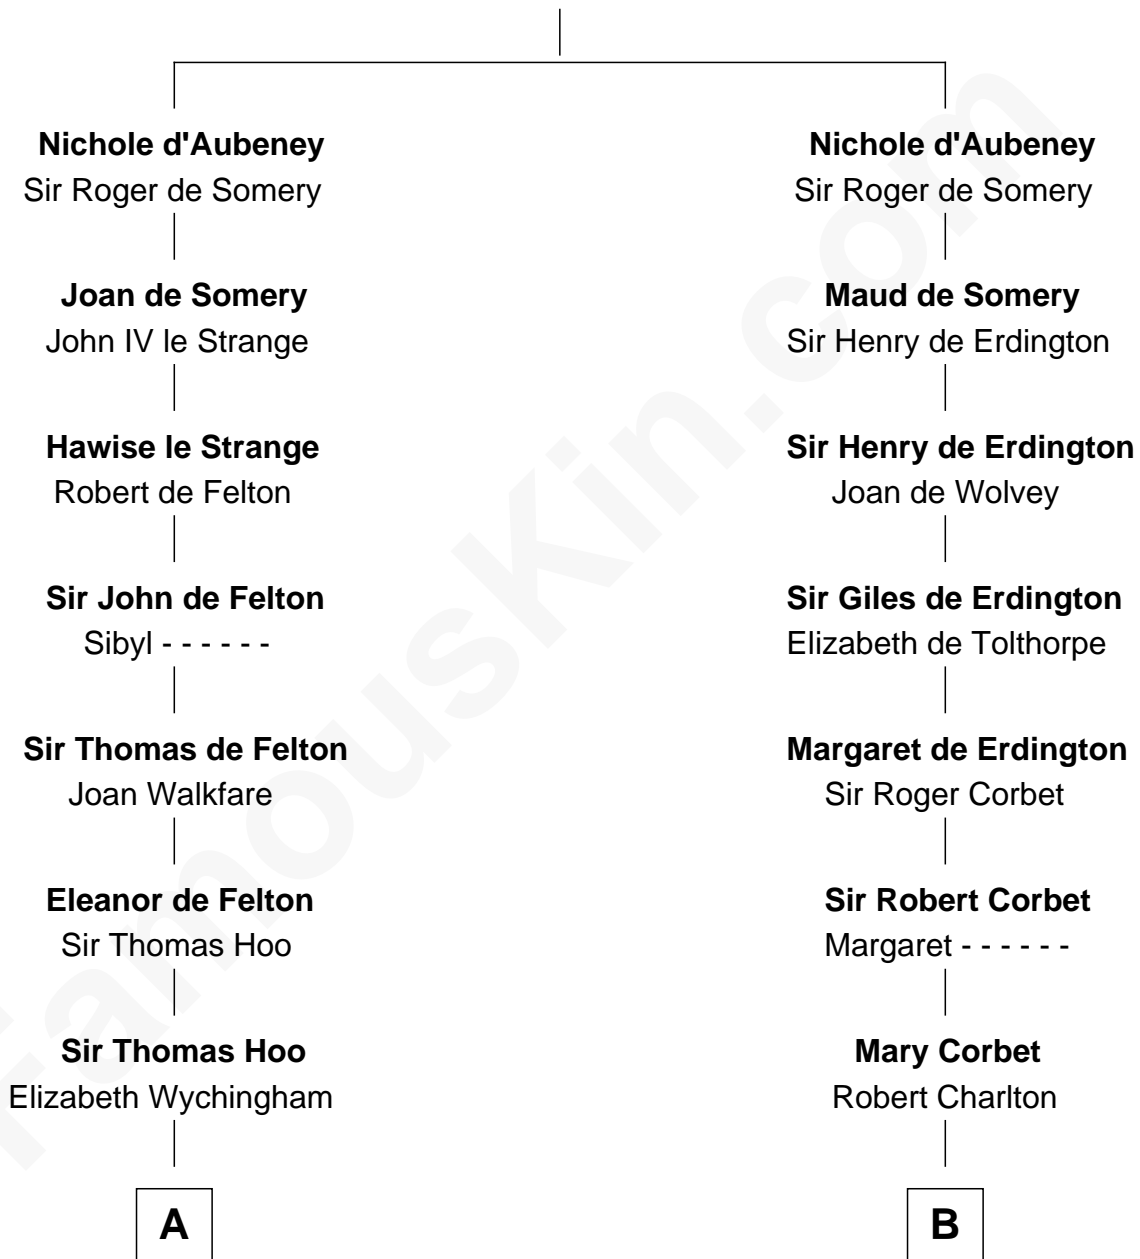 Nichole d'Aubeney
Sir Roger de Somery
Joan de Somery
John IV le Strange
Hawise le Strange
Robert de Felton
Sir John de Felton
Sibyl - - - - - -
Sir Thomas de Felton
Joan Walkfare
Eleanor de Felton
Sir Thomas Hoo
Sir Thomas Hoo
Elizabeth Wychingham
A
Nichole d'Aubeney
Sir Roger de Somery
Maud de Somery
Sir Henry de Erdington
Sir Henry de Erdington
Joan de Wolvey
Sir Giles de Erdington
Elizabeth de Tolthorpe
Margaret de Erdington
Sir Roger Corbet
Sir Robert Corbet
Margaret - - - - - -
Mary Corbet
Robert Charlton
B
FamousKin.com